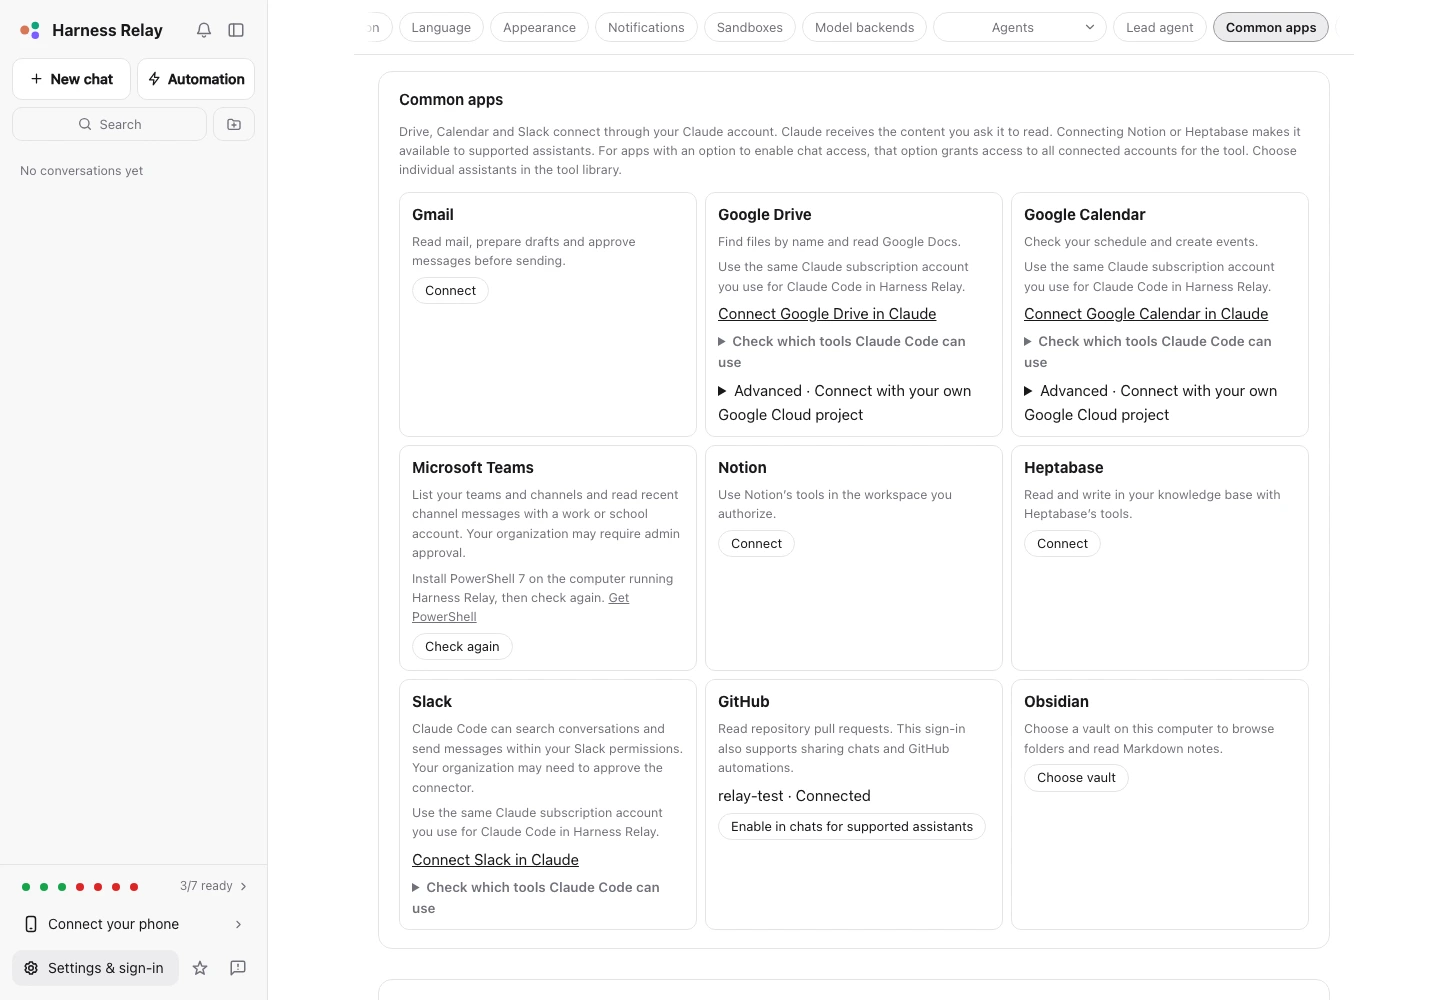 Harness Relay
New chat
Automation
Search
No conversations yet
3/7 ready
Connect your phone
Settings & sign-in
on
Language
Appearance
Notifications
Sandboxes
Model backends
Agents
Lead agent
Common apps
Common apps
Drive, Calendar and Slack connect through your Claude account. Claude receives the content you ask it to read. Connecting Notion or Heptabase makes it
available to supported assistants. For apps with an option to enable chat access, that option grants access to all connected accounts for the tool. Choose
individual assistants in the tool library.
Gmail
Read mail, prepare drafts and approve
messages before sending.
Connect
Google Drive
Find files by name and read Google Docs.
Use the same Claude subscription account
you use for Claude Code in Harness Relay.
Connect Google Drive in Claude
Check which tools Claude Code can
use
Advanced · Connect with your own
Google Cloud project
Google Calendar
Check your schedule and create events.
Use the same Claude subscription account
you use for Claude Code in Harness Relay.
Connect Google Calendar in Claude
Check which tools Claude Code can
use
Advanced · Connect with your own
Google Cloud project
Microsoft Teams
List your teams and channels and read recent
channel messages with a work or school
account. Your organization may require admin
approval.
Install PowerShell 7 on the computer running
Harness Relay, then check again. Get
PowerShell
Check again
Notion
Use Notion's tools in the workspace you
authorize.
Connect
Heptabase
Read and write in your knowledge base with
Heptabase's tools.
Connect
Slack
Claude Code can search conversations and
send messages within your Slack permissions.
Your organization may need to approve the
connector.
Use the same Claude subscription account
you use for Claude Code in Harness Relay.
Connect Slack in Claude
Check which tools Claude Code can
use
GitHub
Read repository pull requests. This sign-in
also supports sharing chats and GitHub
automations.
relay-test · Connected
Enable in chats for supported assistants
Obsidian
Choose a vault on this computer to browse
folders and read Markdown notes.
Choose vault